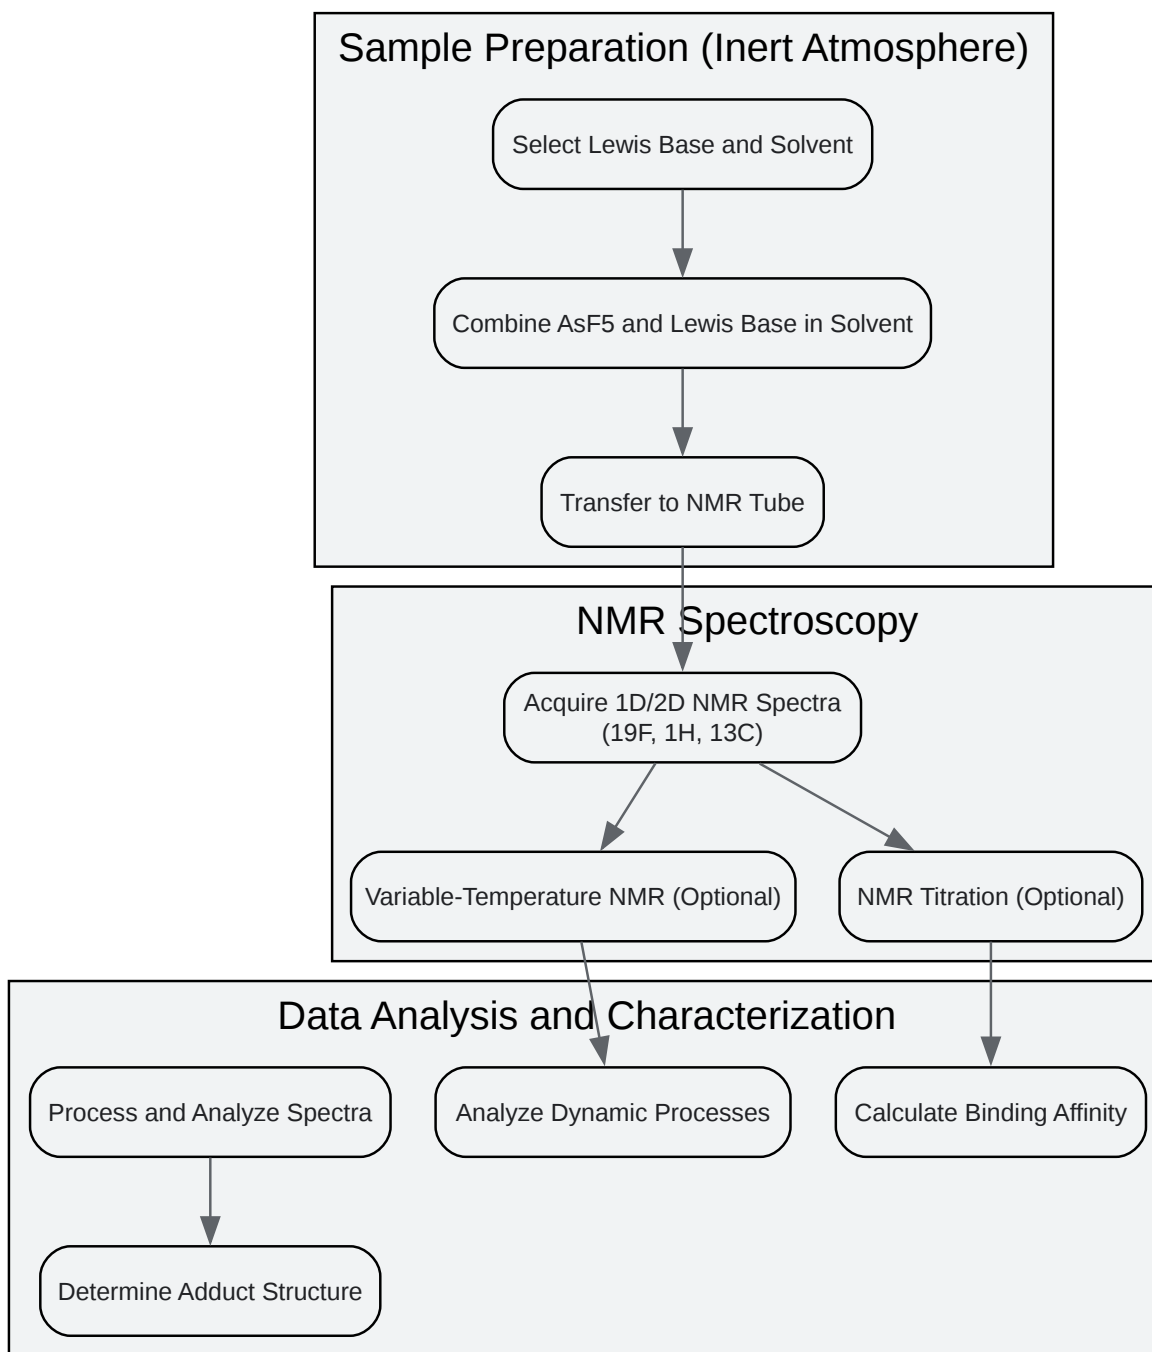 Sample Preparation (Inert Atmosphere)
Select Lewis Base and Solvent
Combine AsF5 and Lewis Base in Solvent
Transfer to NMR Tube
NMR Spectroscopy
Acquire 1D/2D NMR Spectra
(19F, 1H, 13C)
Variable-Temperature NMR (Optional)
NMR Titration (Optional)
Data Analysis and Characterization
Process and Analyze Spectra
Analyze Dynamic Processes
Calculate Binding Affinity
Determine Adduct Structure